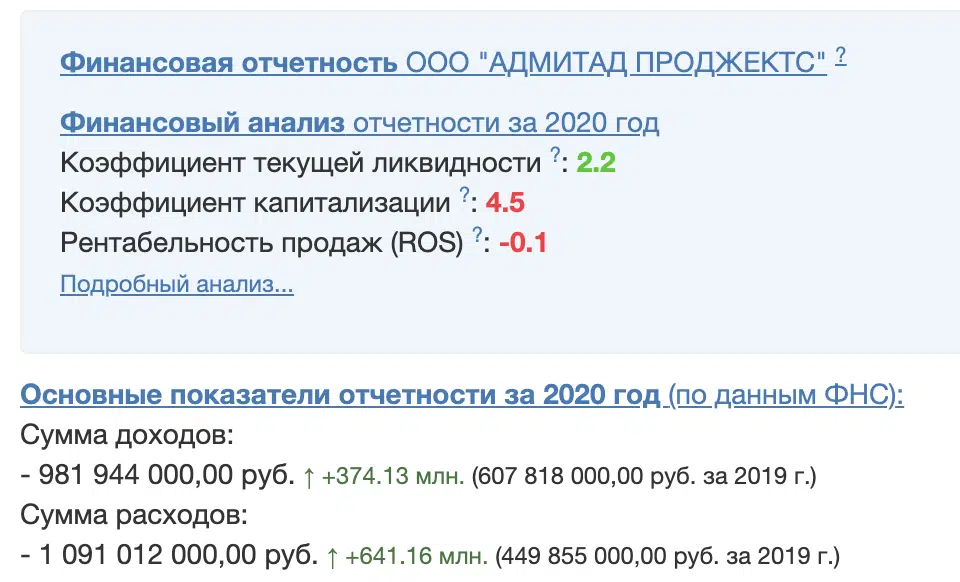 Финансовая отчетность ООО "АДМИТАД ПРОДЖЕКТС" ?
Финансовый анализ отчетности за 2020 год
Коэффициент текущей ликвидности ?: 2.2
Коэффициент капитализации ?: 4.5
Рентабельность продаж (ROS) ?: -0.1
Подробный анализ...
Основные показатели отчетности за 2020 год (по данным ФНС):
Сумма доходов:
- 981 944 000,00 руб. ↑ +374.13 млн. (607 818 000,00 руб. за 2019 г.)
Сумма расходов:
- 1 091 012 000,00 руб. ↑ +641.16 млн. (449 855 000,00 руб. за 2019 г.)